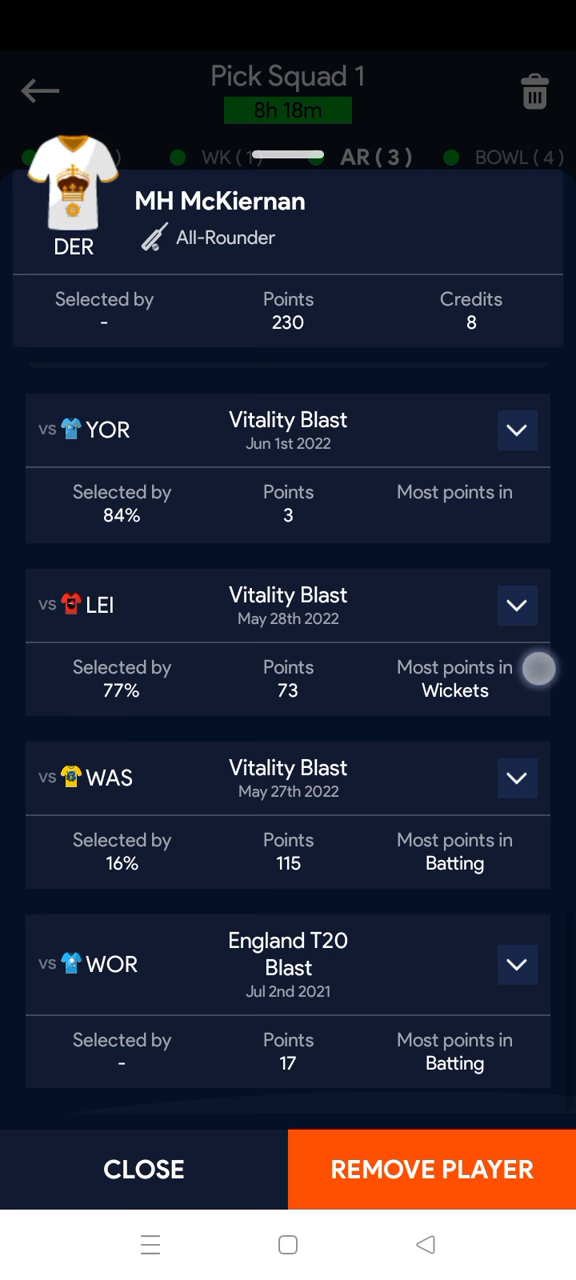 Pick Squad 1
8h 18m
WK ( 1
AR ( 3 )
BOWL ( 4 )
MH McKiernan
DER
All-Rounder
Selected by Points Credits
- 230 8
vs YOR Vitality Blast
Jun 1st 2022
Selected by Points Most points in
84% 3
vs LEI Vitality Blast
May 28th 2022
Selected by Points Most points in
77% 73 Wickets
vs WAS Vitality Blast
May 27th 2022
Selected by Points Most points in
16% 115 Batting
England T20
vs WOR Blast
Jul 2nd 2021
Selected by Points Most points in
- 17 Batting
CLOSE REMOVE PLAYER